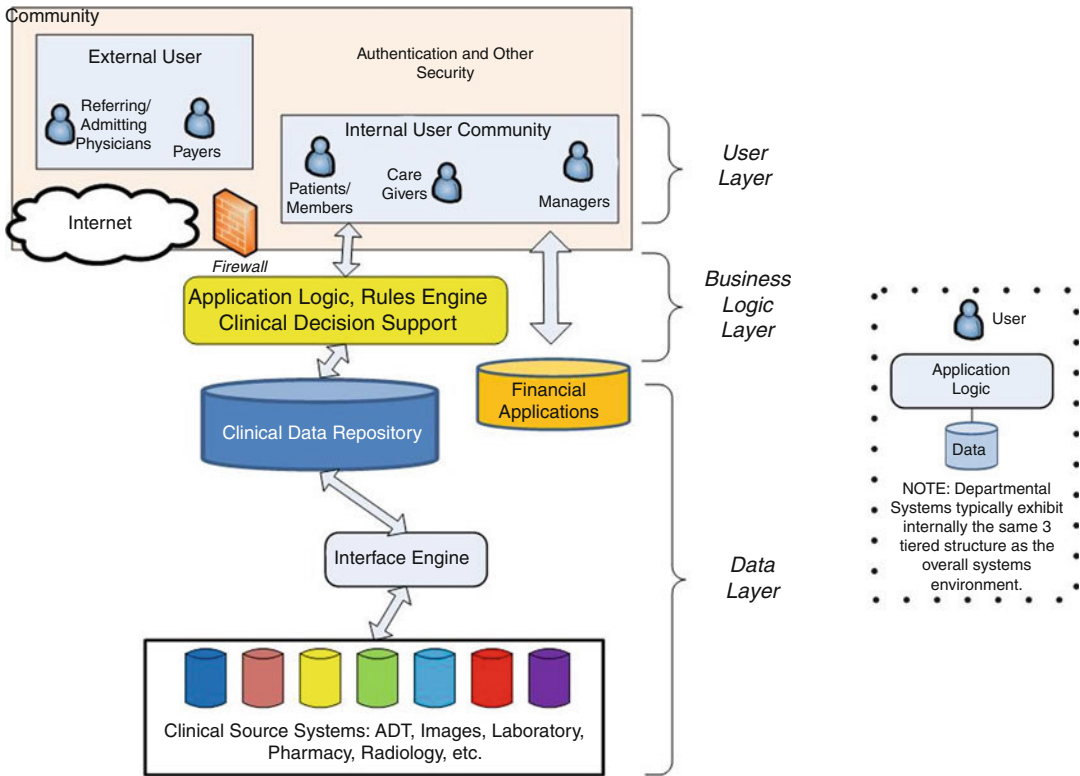 Community
External User
Referring/
Admitting
Physicians
Payers
Authentication and Other
Security
Internal User Community
Patients/
Members
Care
Givers
Managers
User
Layer
Internet
Firewall
Application Logic, Rules Engine
Clinical Decision Support
Business
Logic
Layer
Clinical Data Repository
Financial
Applications
Interface Engine
Data
Layer
Clinical Source Systems: ADT, Images, Laboratory,
Pharmacy, Radiology, etc.
User
Application
Logic
Data
NOTE: Departmental
Systems typically exhibit
internally the same 3
tiered structure as the
overall systems
environment.